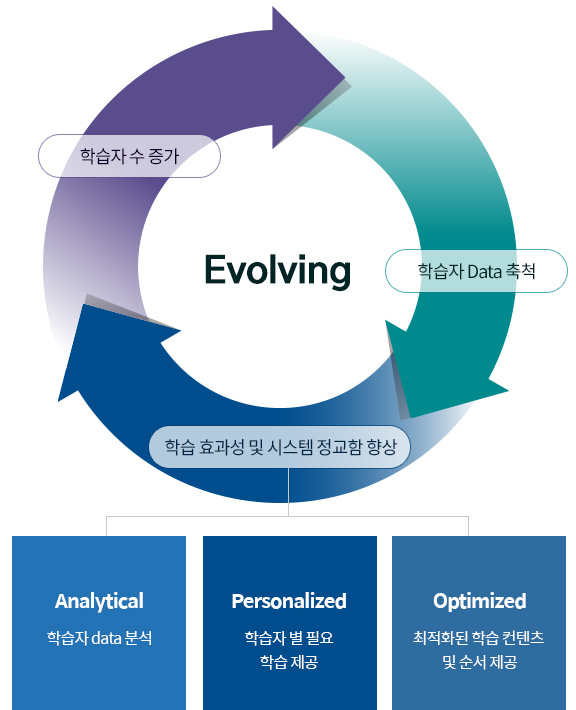 학습자 수 증가
Evolving
학습자 Data 축척
학습 효과성 및 시스템 정교함 향상
Analytical
학습자 data 분석
Personalized
학습자 별 필요
학습 제공
Optimized
최적화된 학습 컨텐츠
및 순서 제공